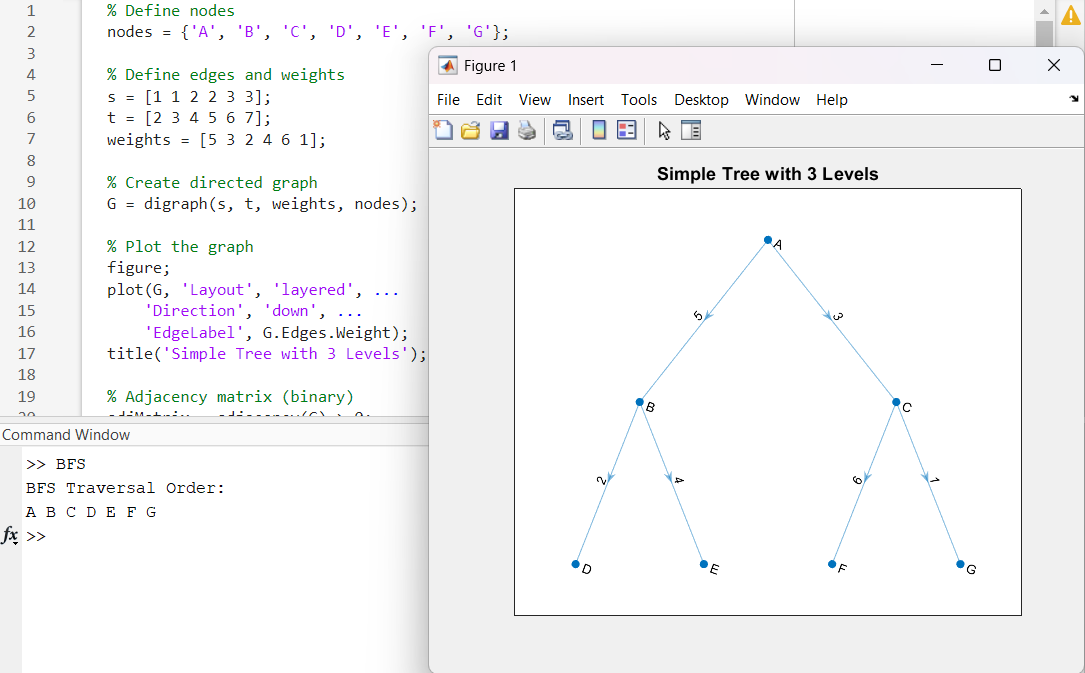 1 % Define nodes
2 nodes = {'A', 'B', 'C', 'D', 'E', 'F', 'G'};
3
4 % Define edges and weights
5 s = [1 1 2 2 3 3];
6 t = [2 3 4 5 6 7];
7 weights = [5 3 2 4 6 1];
8
9 % Create directed graph
10 G = digraph(s, t, weights, nodes);
11
12 % Plot the graph
13 figure;
14 plot(G, 'Layout', 'layered', ...
15 'Direction', 'down', ...
16 'EdgeLabel', G.Edges.Weight);
17 title('Simple Tree with 3 Levels');
18
19 % Adjacency matrix (binary)
Command Window
>> BFS
BFS Traversal Order:
A B C D E F G
fx >>
Figure 1
File Edit View Insert Tools Desktop Window Help
Simple Tree with 3 Levels
A
5 3
B C
2 4 6 1
D E F G